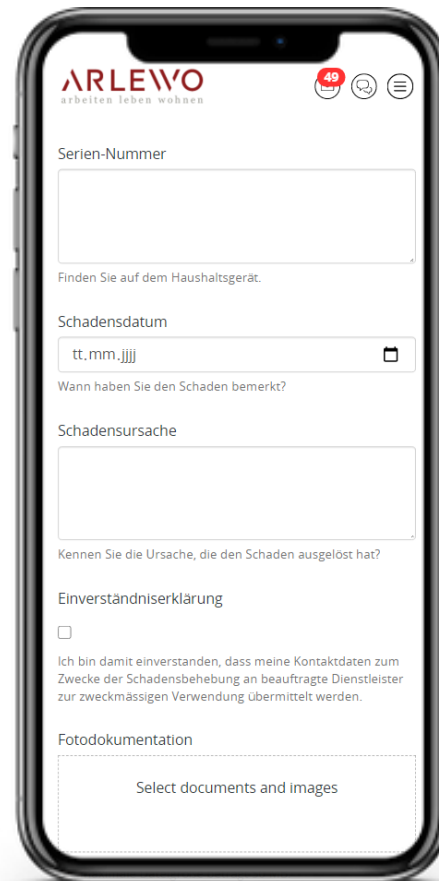 ARLEWO
arbeiten leben wohnen
49
Serien-Nummer
Finden Sie auf dem Haushaltsgerät.
Schadensdatum
tt.mm.jjjj
Wann haben Sie den Schaden bemerkt?
Schadensursache
Kennen Sie die Ursache, die den Schaden ausgelöst hat?
Einverständniserklärung
Ich bin damit einverstanden, dass meine Kontaktdaten zum
Zwecke der Schadensbehebung an beauftragte Dienstleister
zur zweckmässigen Verwendung übermittelt werden.
Fotodokumentation
Select documents and images